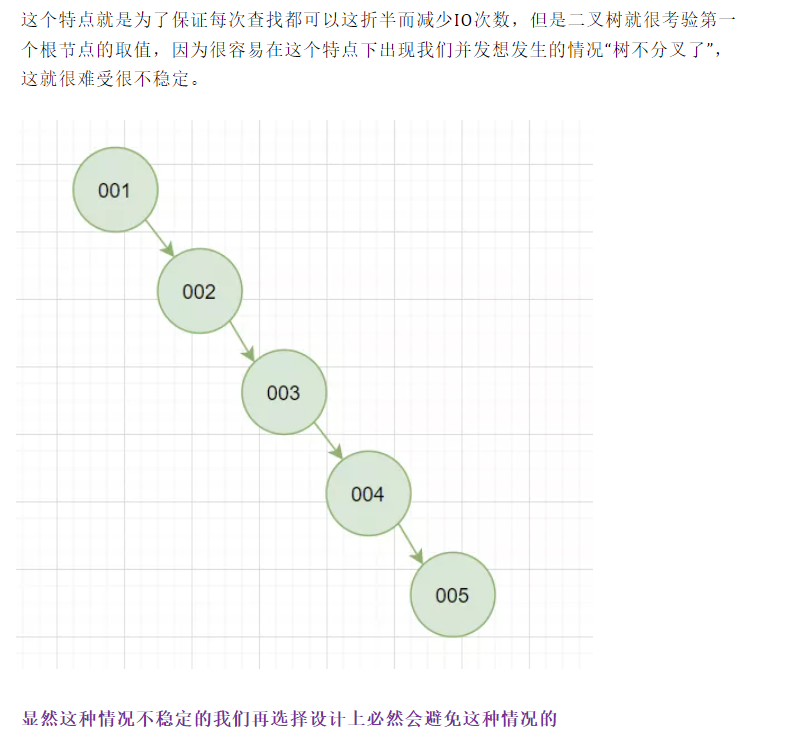 这个特点就是为了保证每次查找都可以这折半而减少IO次数，但是二叉树就很考验第一
个根节点的取值，因为很容易在这个特点下出现我们并发想发生的情况“树不分叉了”，
这就很难受很不稳定。
001
002
003
004
005
显然这种情况不稳定的我们再选择设计上必然会避免这种情况的